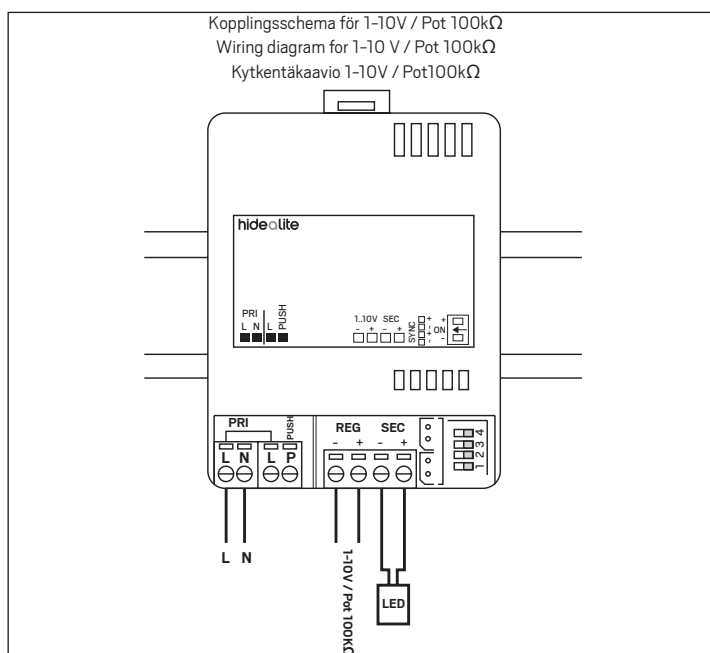 Kopplingsschema för 1-10V / Pot 100kΩ
Wiring diagram for 1-10 V / Pot 100kΩ
Kytkentäkaavio 1-10V / Pot100kΩ
hidealite
PRI
L N L PUSH
1..10V SEC
- + - +
SYNC
+ - + -
+ ON -
PRI
PUSH
L N L P
REG SEC
- + - +
1 2 3 4
L N
1-10V / Pot 100KΩ
LED